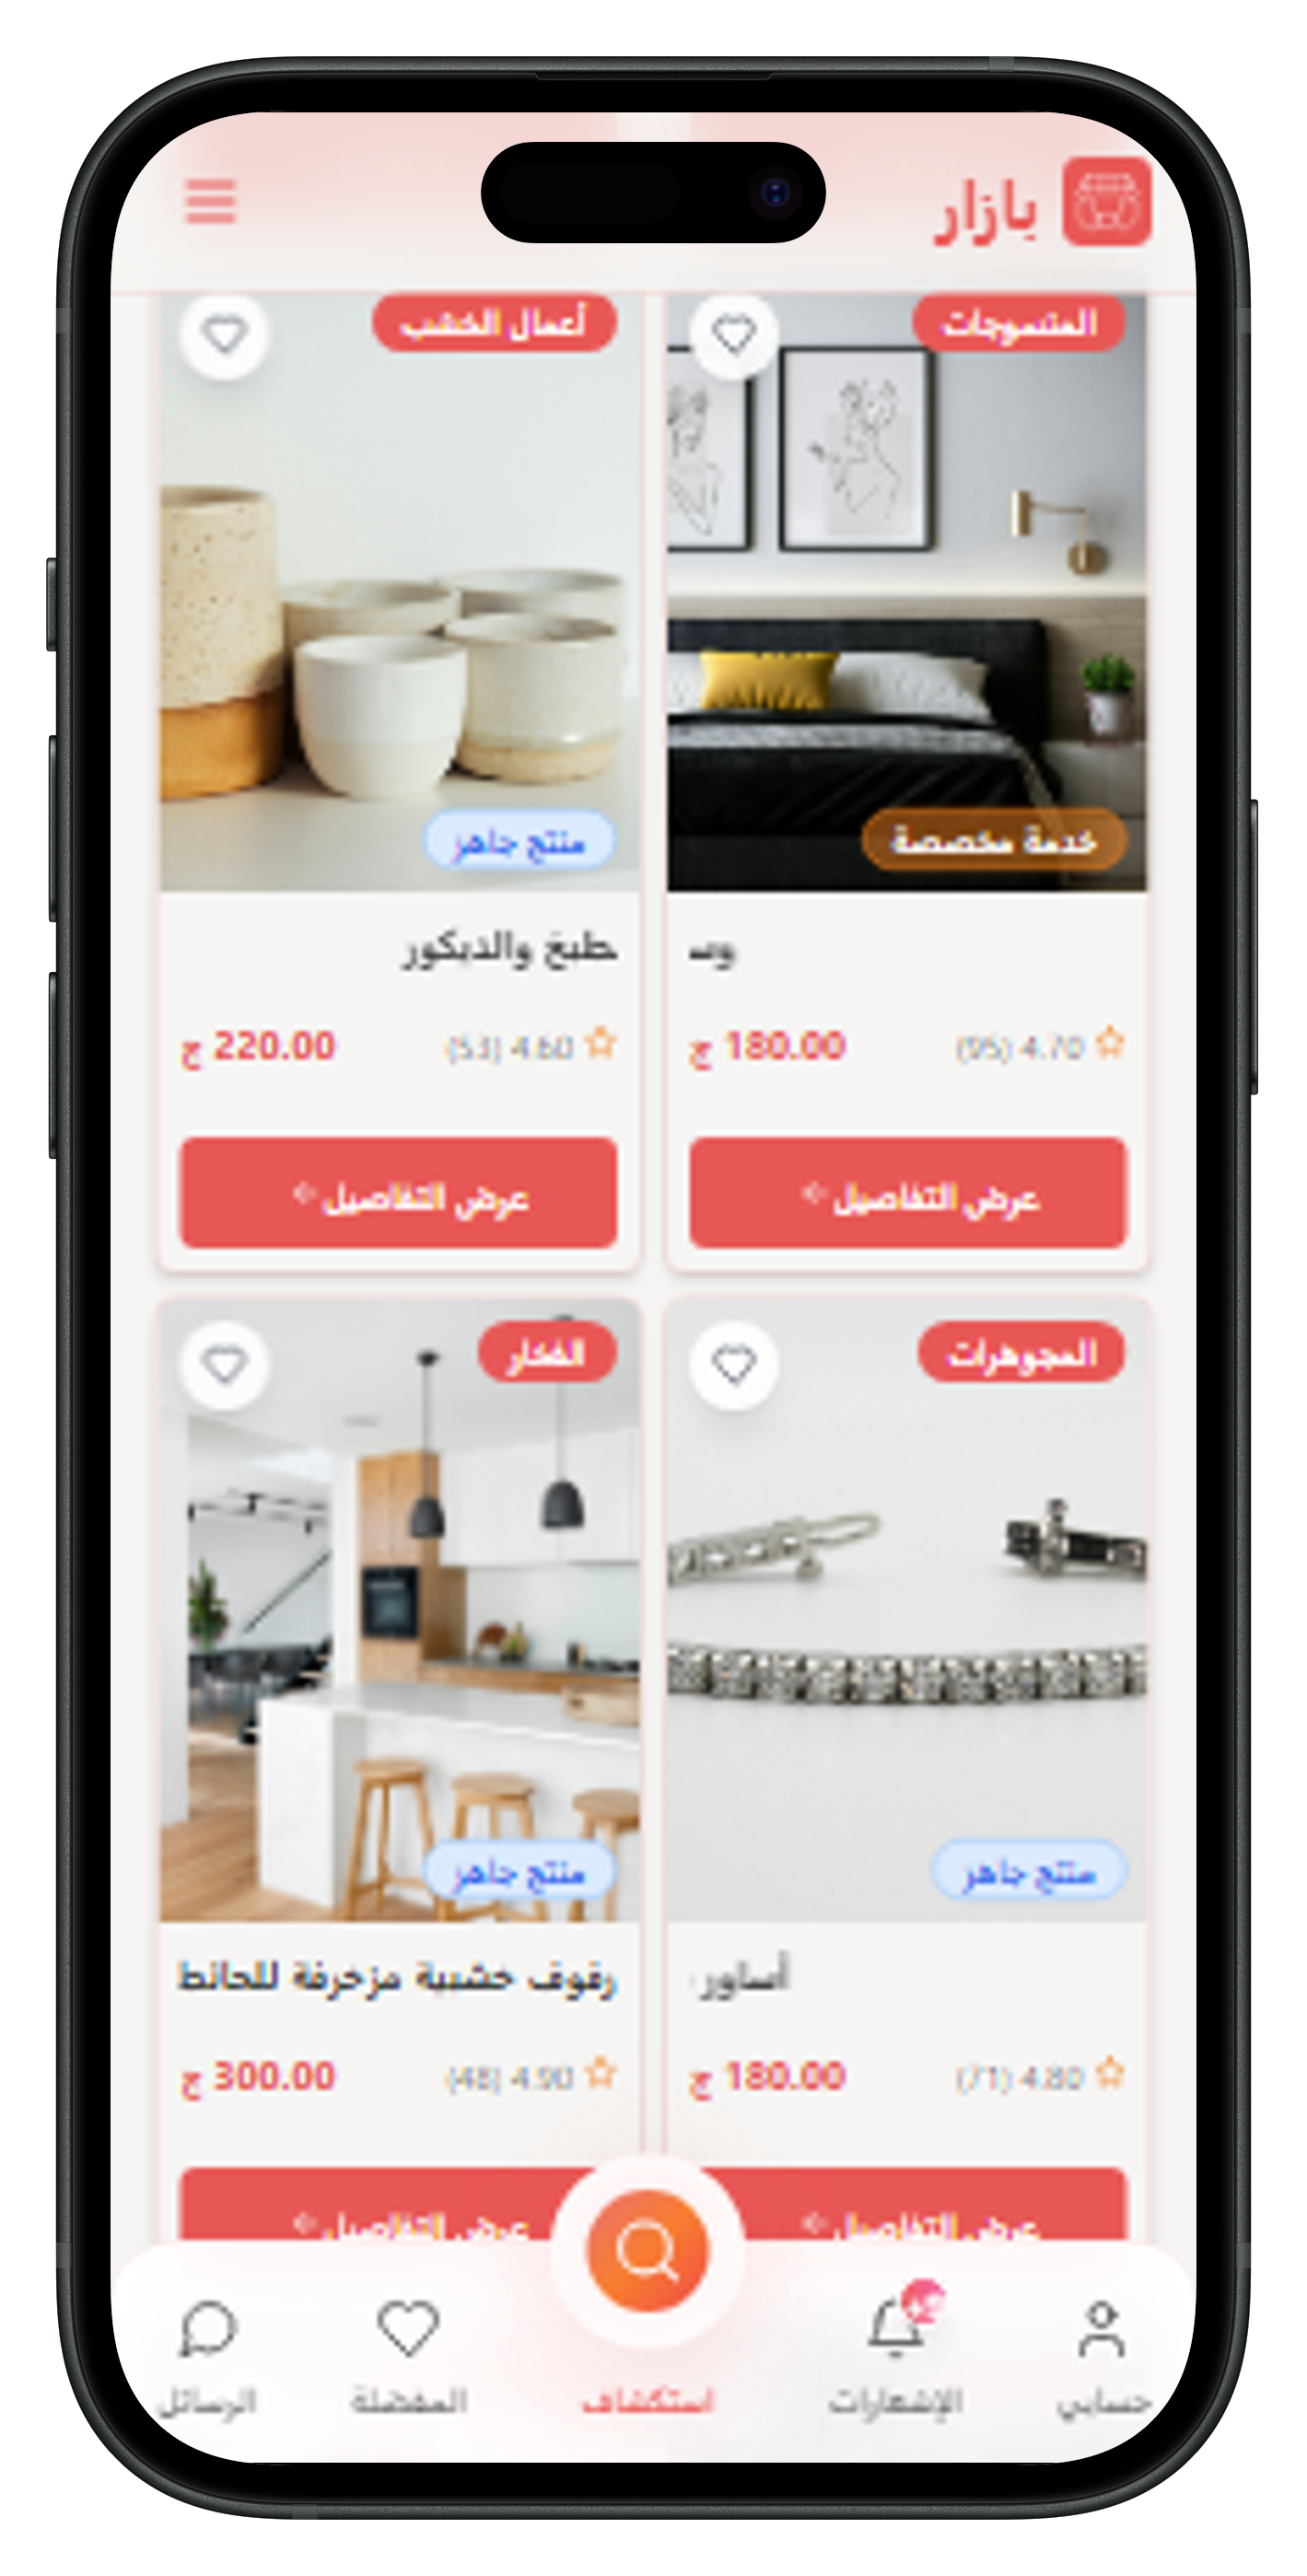 بازار
المنسوجات
أعمال الخشب
خدمة مخصصة
منتج جاهز
وس
طبخ والديكور
4.70 (95)
180.00 ج
4.60 (53)
220.00 ج
عرض التفاصيل
عرض التفاصيل
المجوهرات
الفخار
منتج جاهز
منتج جاهز
أساور
رفوف خشبية مزخرفة للحائط
4.80 (71)
180.00 ج
4.90 (48)
300.00 ج
عرض التفاصيل
عرض التفاصيل
حسابي
الإشعارات
استكشاف
المفضلة
الرسائل